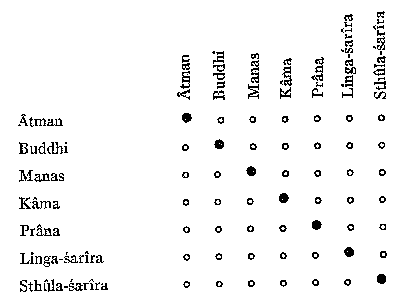 Âtman
Buddhi
Manas
Kâma
Prâna
Linga-śarîra
Sthûla-śarîra
Âtman
Buddhi
Manas
Kâma
Prâna
Linga-śarîra
Sthûla-śarîra